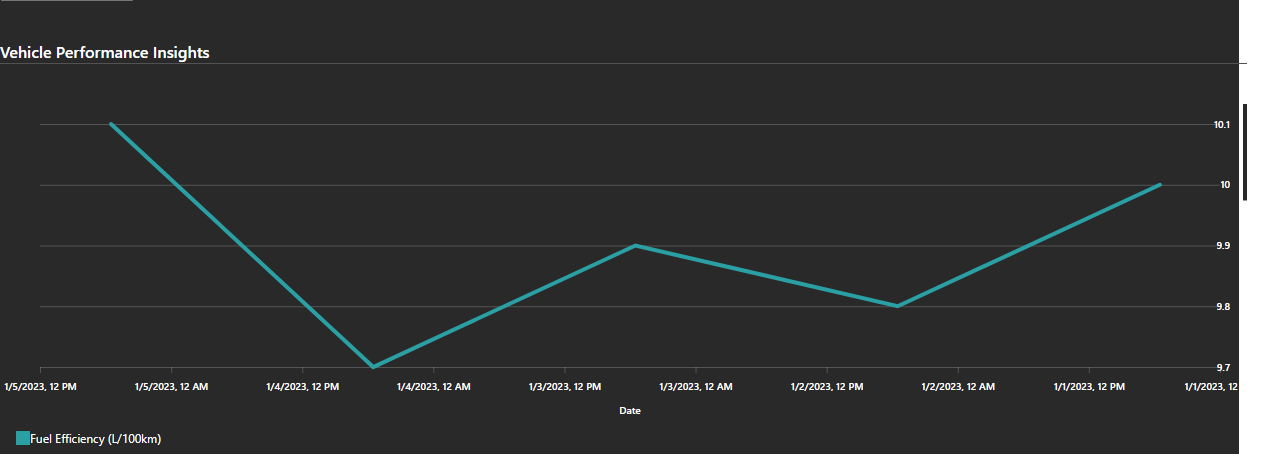 Vehicle Performance Insights
10.1
10
9.9
9.8
9.7
1/5/2023, 12 PM 1/5/2023, 12 AM 1/4/2023, 12 PM 1/4/2023, 12 AM 1/3/2023, 12 PM 1/3/2023, 12 AM 1/2/2023, 12 PM 1/2/2023, 12 AM 1/1/2023, 12 PM 1/1/2023, 12
Date
Fuel Efficiency (L/100km)